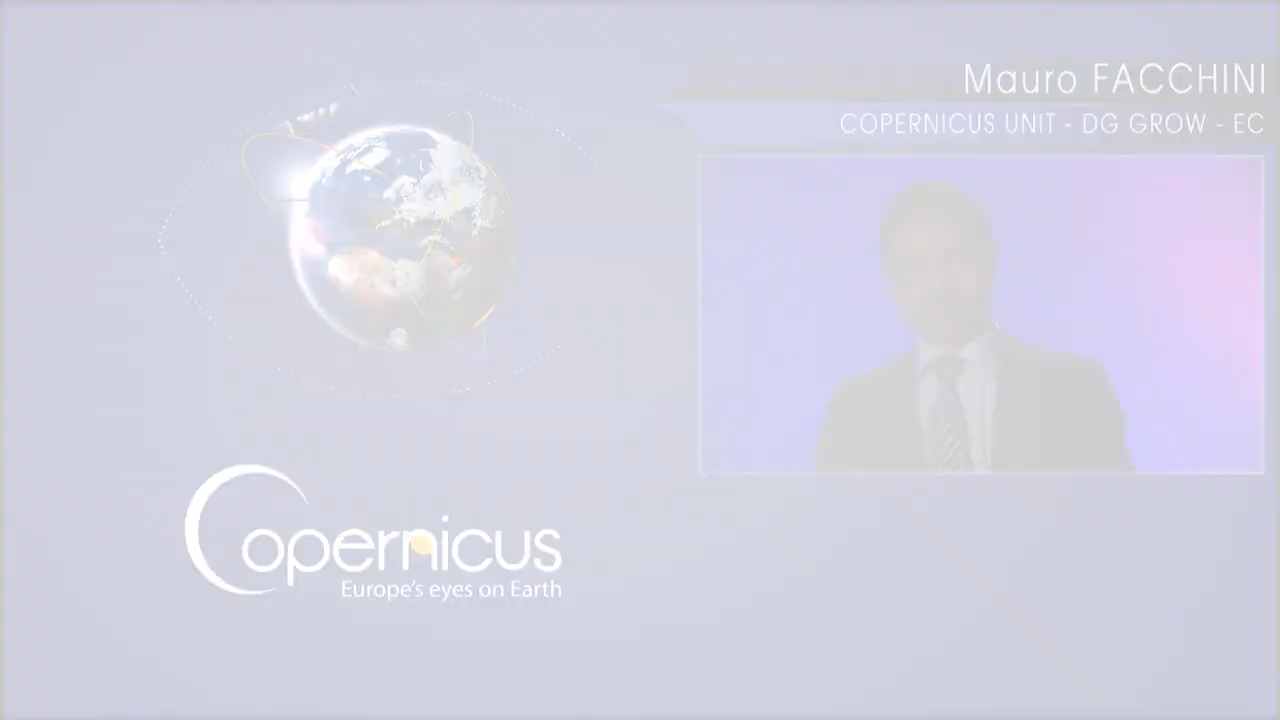 Mauro FACCHINI
COPERNICUS UNIT - DG GROW - EC
Copernicus
Europe's eyes on Earth